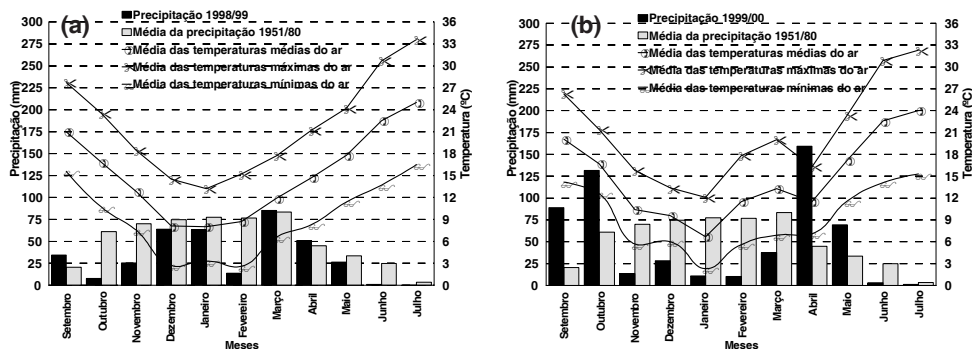 (a)
Precipitação 1998/99
Média da precipitação 1951/80
Média das temperaturas médias do ar
Média das temperaturas máximas do ar
Média das temperaturas mínimas do ar
Precipitação (mm)
300
275
250
225
200
175
150
125
100
75
50
25
0
36
33
30
27
24
21
18
15
12
9
6
3
0
Temperatura (ºC)
Setembro
Outubro
Novembro
Dezembro
Janeiro
Fevereiro
Março
Abril
Maio
Junho
Julho
Meses
(b)
Precipitação 1999/00
Média da precipitação 1951/80
Média das temperaturas médias do ar
Média das temperaturas máximas do ar
Média das temperaturas mínimas do ar
Precipitação (mm)
300
275
250
225
200
175
150
125
100
75
50
25
0
36
33
30
27
24
21
18
15
12
9
6
3
0
Temperatura (ºC)
Setembro
Outubro
Novembro
Dezembro
Janeiro
Fevereiro
Março
Abril
Maio
Junho
Julho
Meses